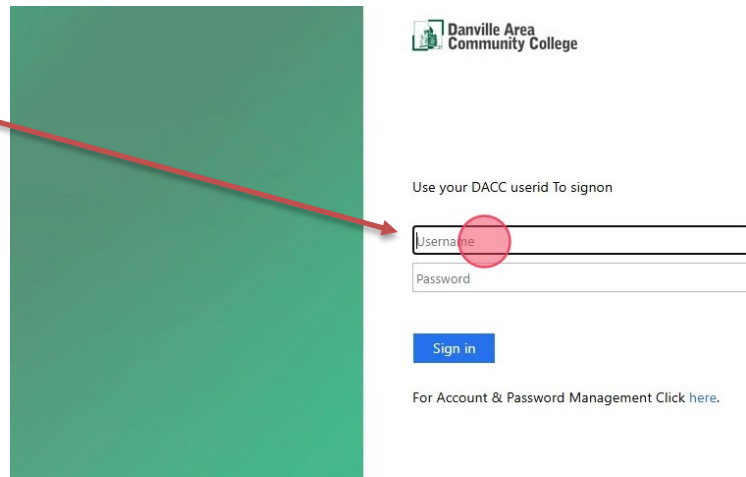 Danville Area
Community College
Use your DACC userid To signon
Username
Password
Sign in
For Account & Password Management Click here.